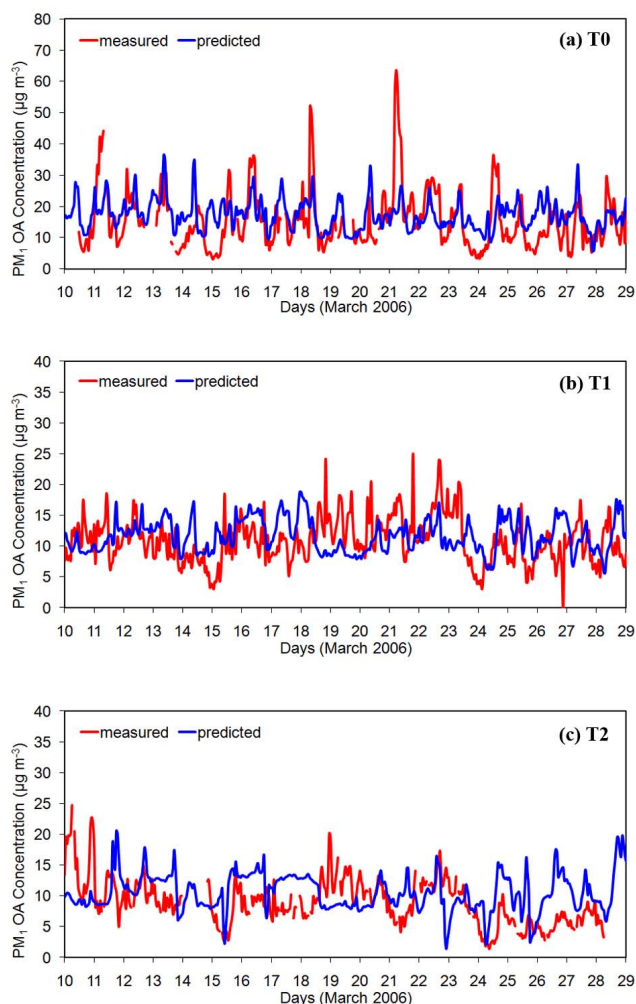 measured predicted (a) T0
80
70
60
50
40
30
20
10
0
PM₁ OA Concentration (µg m⁻³)
10 11 12 13 14 15 16 17 18 19 20 21 22 23 24 25 26 27 28 29
Days (March 2006)
measured predicted (b) T1
40
35
30
25
20
15
10
5
0
PM₁ OA Concentration (µg m⁻³)
10 11 12 13 14 15 16 17 18 19 20 21 22 23 24 25 26 27 28 29
Days (March 2006)
measured predicted (c) T2
40
35
30
25
20
15
10
5
0
PM₁ OA Concentration (µg m⁻³)
10 11 12 13 14 15 16 17 18 19 20 21 22 23 24 25 26 27 28 29
Days (March 2006)